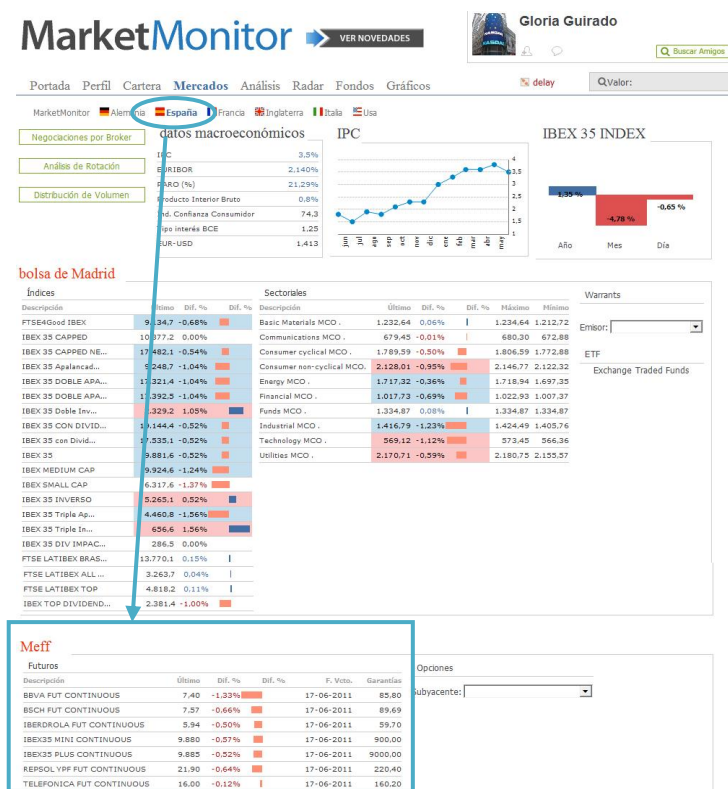 MarketMonitor VER NOVEDADES
Gloria Guirado
Buscar Amigos
Portada Perfil Cartera Mercados Análisis Radar Fondos Gráficos
delay
Valor:
MarketMonitor Alemania España Francia Inglaterra Italia Usa
Negociaciones por Broker
Análisis de Rotación
Distribución de Volumen
datos macroeconómicos
IPC 3.5%
EURIBOR 2.140%
PARO (%) 21.29%
Producto Interior Bruto 0.8%
Ind. Confianza Consumidor 74,3
Tipo interés BCE 1.25
EUR-USD 1,413
IPC
4
3,5
3
2,5
2
1,5
1
jun jul ago sep oct nov dic ene feb mar abr may
IBEX 35 INDEX
1,35 %
-4,78 %
-0,65 %
Año Mes Día
bolsa de Madrid
Índices
Descripción Último Dif. % Dif. %
FTSE4Good IBEX -0.68%
IBEX 35 CAPPED 0.00%
IBEX 35 CAPPED NE... -0.54%
IBEX 35 Apalancad... -1.04%
IBEX 35 DOBLE APA... -1.04%
IBEX 35 DOBLE APA... -1.04%
IBEX 35 Doble Inv... 1.05%
IBEX 35 CON DIVID... -0.52%
IBEX 35 con Divid... -0.52%
IBEX 35 9.881,6 -0.52%
IBEX MEDIUM CAP 9.924,6 -1.24%
IBEX SMALL CAP 6.317,6 -1.37%
IBEX 35 INVERSO 5.265,1 0.52%
IBEX 35 Triple Ap... 4.460,8 -1.56%
IBEX 35 Triple In... 656,6 1.56%
IBEX 35 DIV IMPAC... 286,5 0.00%
FTSE LATIBEX BRAS... 13.770,1 0.15%
FTSE LATIBEX ALL ... 3.263,7 0.04%
FTSE LATIBEX TOP 4.818,2 0.11%
IBEX TOP DIVIDEND... 2.381,4 -1.00%
Sectoriales
Descripción Último Dif. % Dif. % Máximo Mínimo
Basic Materials MCO . 1.232,64 0.06% 1.234,64 1.212,72
Communications MCO . 679,45 -0.01% 680,30 672,88
Consumer cyclical MCO . 1.789,59 -0.50% 1.806,59 1.772,88
Consumer non-cyclical MCO. 2.128,01 -0.95% 2.146,77 2.122,32
Energy MCO . 1.717,32 -0.36% 1.718,94 1.697,35
Financial MCO . 1.017,73 -0.69% 1.022,93 1.007,37
Funds MCO . 1.334,87 0.08% 1.334,87 1.334,87
Industrial MCO . 1.416,79 -1.23% 1.424,49 1.405,76
Technology MCO . 569,12 -1.12% 573,45 566,36
Utilities MCO . 2.170,71 -0.59% 2.180,75 2.155,57
Warrants
Emisor:
ETF
Exchange Traded Funds
Meff
Futuros
Descripción Último Dif. % Dif. % F. Vcto. Garantías
BBVA FUT CONTINUOUS 7,40 -1.33% 17-06-2011 85,80
BSCH FUT CONTINUOUS 7.57 -0.66% 17-06-2011 89,69
IBERDROLA FUT CONTINUOUS 5,94 -0.50% 17-06-2011 59.70
IBEX35 MINI CONTINUOUS 9.880 -0.57% 17-06-2011 900.00
IBEX35 PLUS CONTINUOUS 9.885 -0.52% 17-06-2011 9000.00
REPSOL YPF FUT CONTINUOUS 21,90 -0.64% 17-06-2011 220.40
TELEFONICA FUT CONTINUOUS 16.00 -0.12% 17-06-2011 160.20
Opciones
Subyacente: